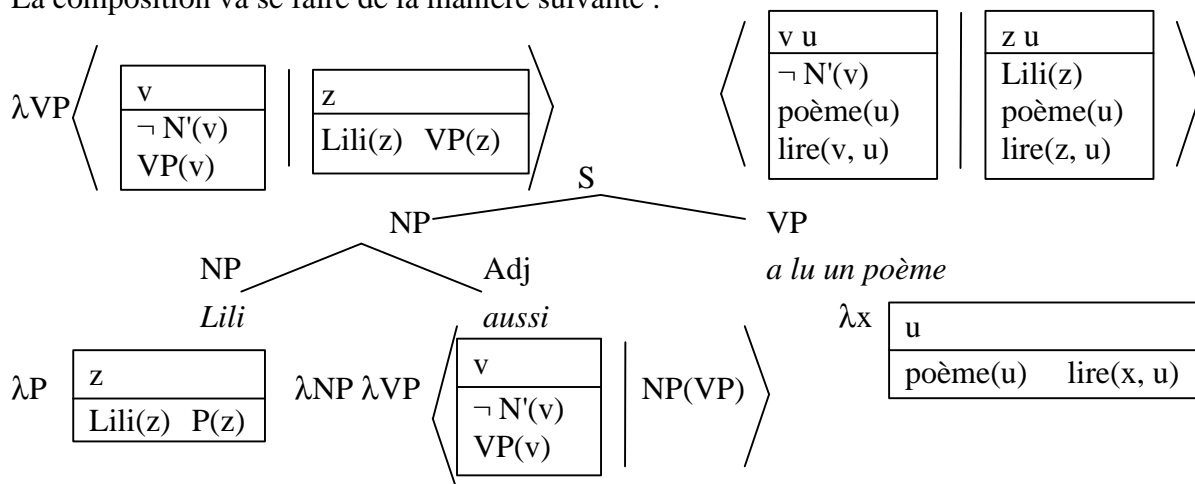 La composition va se faire de la manière suivante :
λVP
v
¬ N'(v)
VP(v)
z
Lili(z) VP(z)
v u
¬ N'(v)
poème(u)
lire(v, u)
z u
Lili(z)
poème(u)
lire(z, u)
S
NP
VP
NP
Adj
a lu un poème
Lili
aussi
λP
z
Lili(z) P(z)
λNP λVP
v
¬ N'(v)
VP(v)
NP(VP)
λx
u
poème(u) lire(x, u)